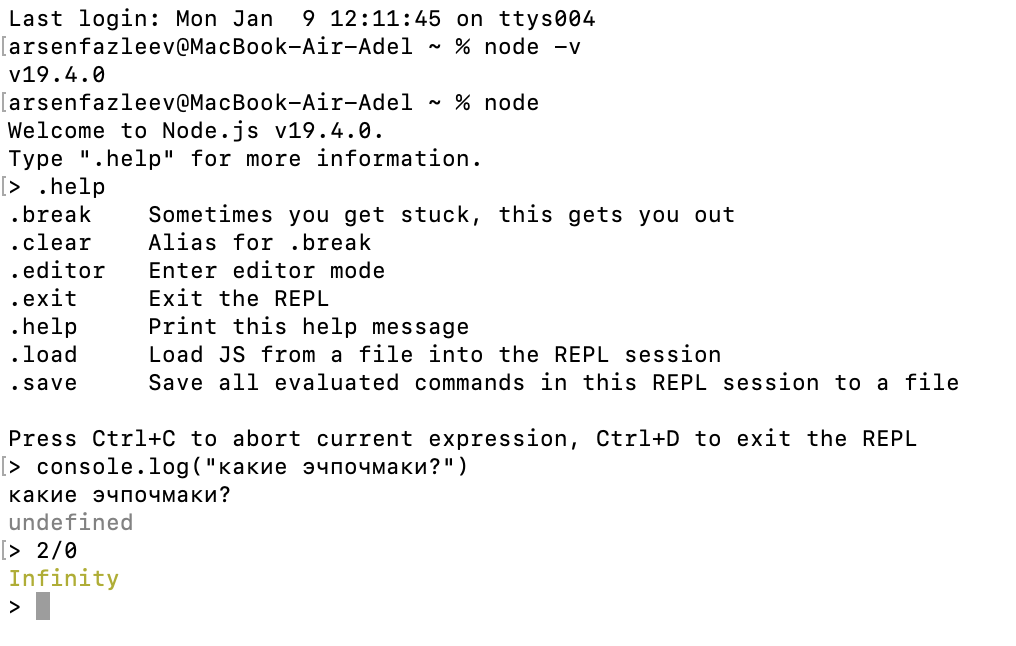 Last login: Mon Jan  9 12:11:45 on ttys004
[arsenfazleev@MacBook-Air-Adel ~ % node -v
v19.4.0
[arsenfazleev@MacBook-Air-Adel ~ % node
Welcome to Node.js v19.4.0.
Type ".help" for more information.
[> .help
.break    Sometimes you get stuck, this gets you out
.clear    Alias for .break
.editor   Enter editor mode
.exit     Exit the REPL
.help     Print this help message
.load     Load JS from a file into the REPL session
.save     Save all evaluated commands in this REPL session to a file

Press Ctrl+C to abort current expression, Ctrl+D to exit the REPL
[> console.log("какие эчпочмаки?")
какие эчпочмаки?
undefined
[> 2/0
Infinity
>